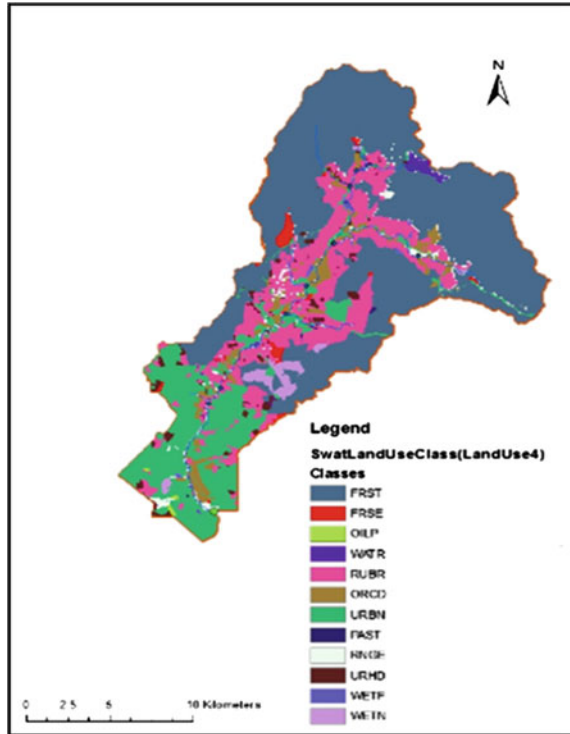 N
Legend
SwatLandUseClass(LandUse4)
Classes
FRST
FRSE
OILP
WATR
RUBR
ORCD
URBN
PAST
RNGE
URHD
WETF
WETN
0 2.5 5 10 Kilometers